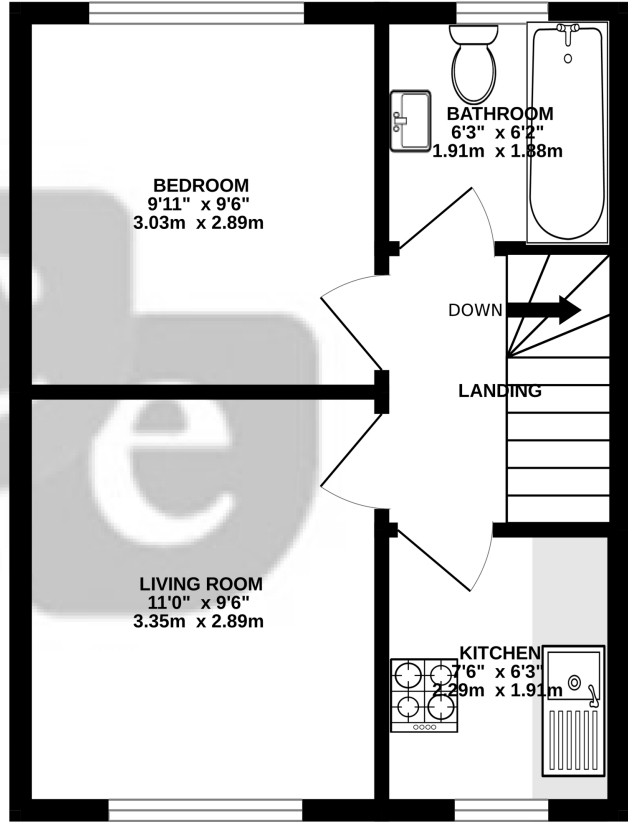 BATHROOM
6'3" x 6'2"
1.91m x 1.88m
BEDROOM
9'11" x 9'6"
3.03m x 2.89m
DOWN
LANDING
LIVING ROOM
11'0" x 9'6"
3.35m x 2.89m
KITCHEN
7'6" x 6'3"
2.29m x 1.91m
e